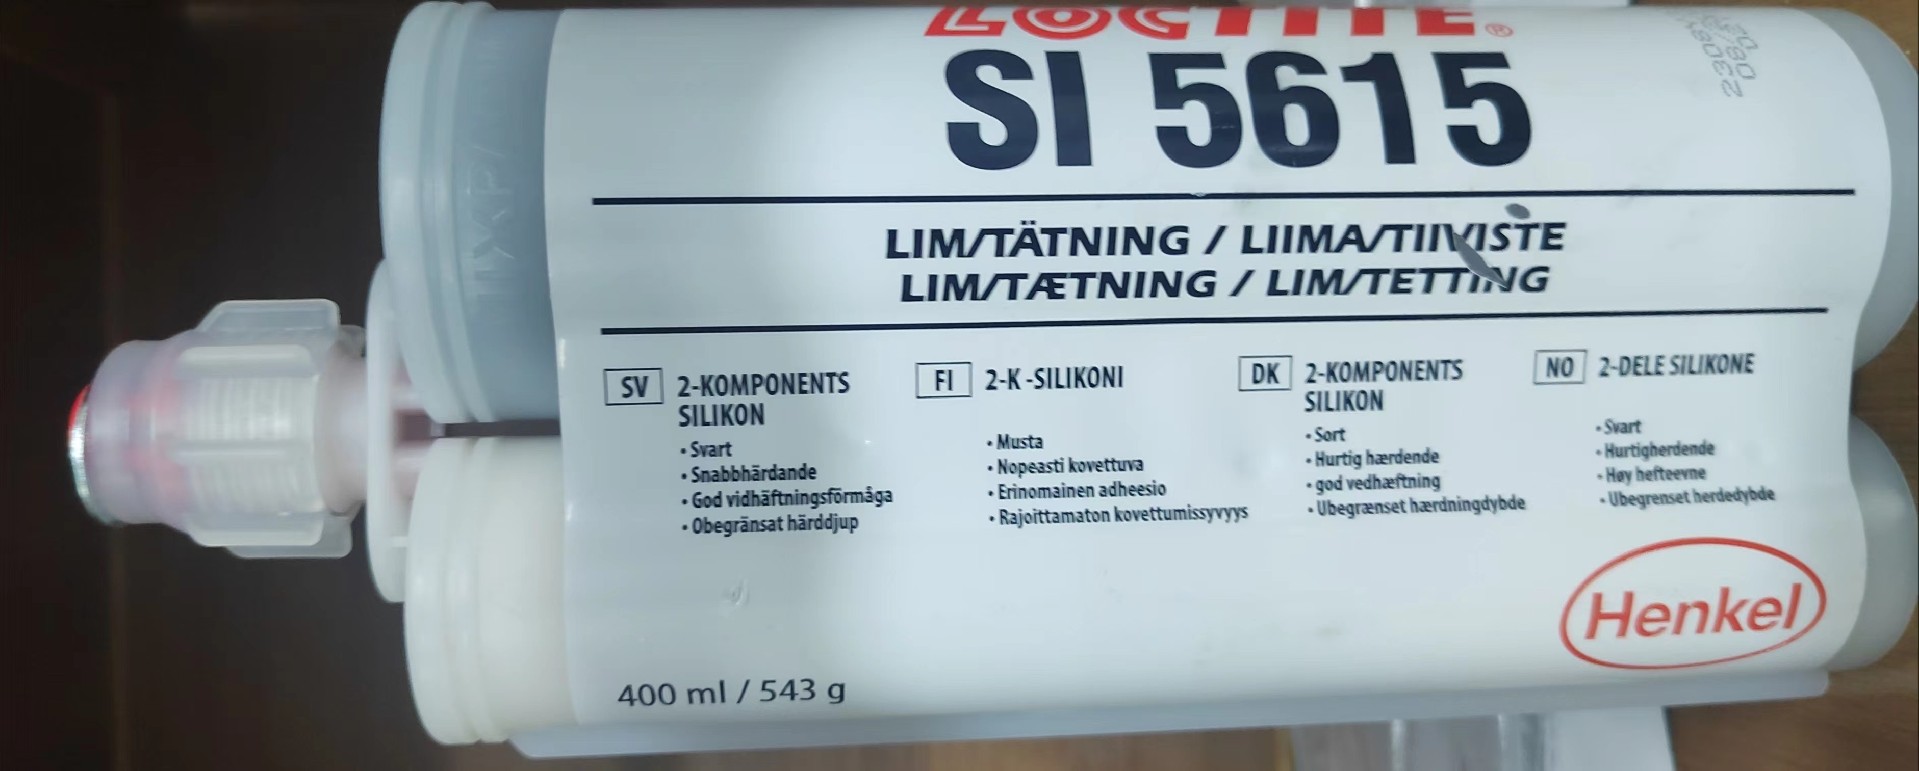 LOCTITE®
SI 5615
LIM/TÄTNING / LIIMA/TIIVISTE
LIM/TÆTNING / LIM/TETTING
SV 2-KOMPONENTS
SILIKON
• Svart
• Snabbhärdande
• God vidhäftningsförmåga
• Obegränsat härddjup
FI 2-K -SILIKONI
• Musta
• Nopeasti kovettuva
• Erinomainen adheesio
• Rajoittamaton kovettumissyvyys
DK 2-KOMPONENTS
SILIKON
• Sort
• Hurtig hærdende
• god vedhæftning
• Ubegrænset hærdningdybde
NO 2-DELE SILIKONE
• Svart
• Hurtigherdende
• Høy hefteevne
• Ubegrenset herdedybde
Henkel
400 ml / 543 g